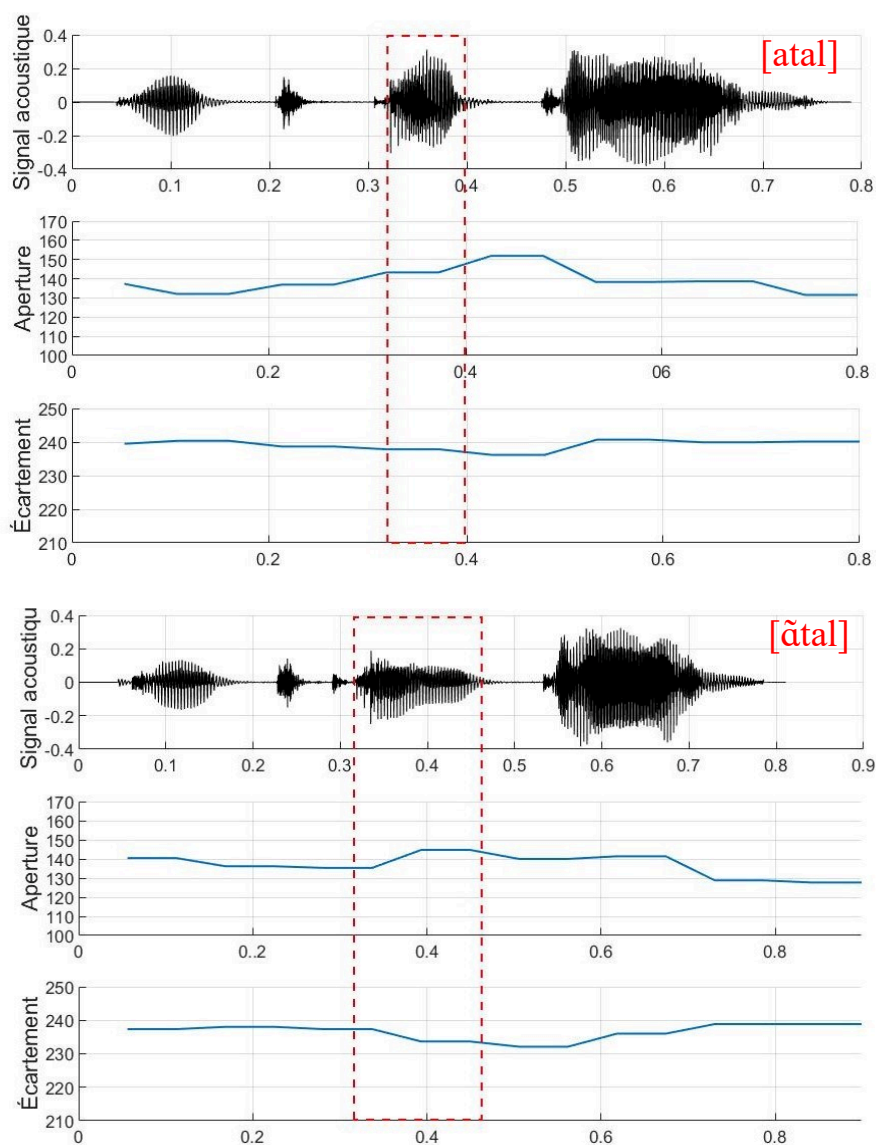 Signal acoustique
0.4
0.2
0
-0.2
-0.4
[atal]
0 0.1 0.2 0.3 0.4 0.5 0.6 0.7 0.8
Aperture
170
160
150
140
130
120
110
100
0 0.2 0.4 06 0.8
Écartement
250
240
230
220
210
0 0.2 0.4 0.6 0.8
Signal acoustiqu
0.4
0.2
0
-0.2
-0.4
[ɑ̃tal]
0 0.1 0.2 0.3 0.4 0.5 0.6 0.7 0.8 0.9
Aperture
170
160
150
140
130
120
110
100
0 0..2 0.4 0.6 0.8
Écartement
250
240
230
220
210
0 0.2 0.4 0.6 0.8